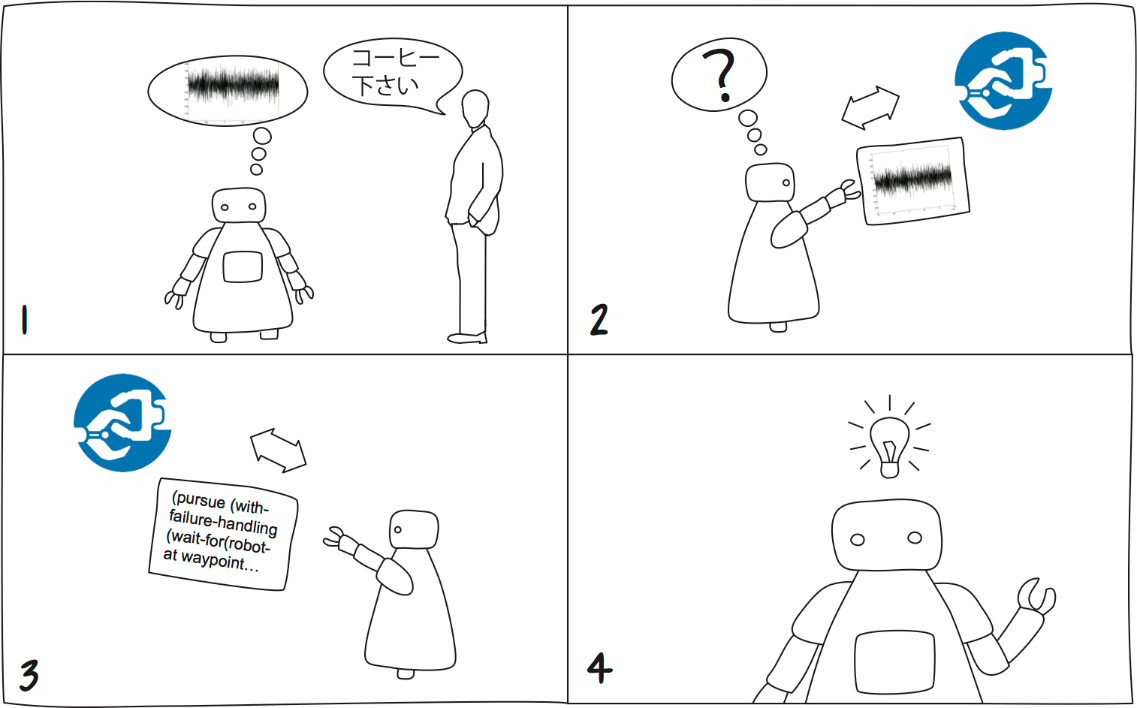 コーヒー
下さい
1
?
2
(pursue (with-
failure-handling
(wait-for(robot-
at waypoint...
3
4